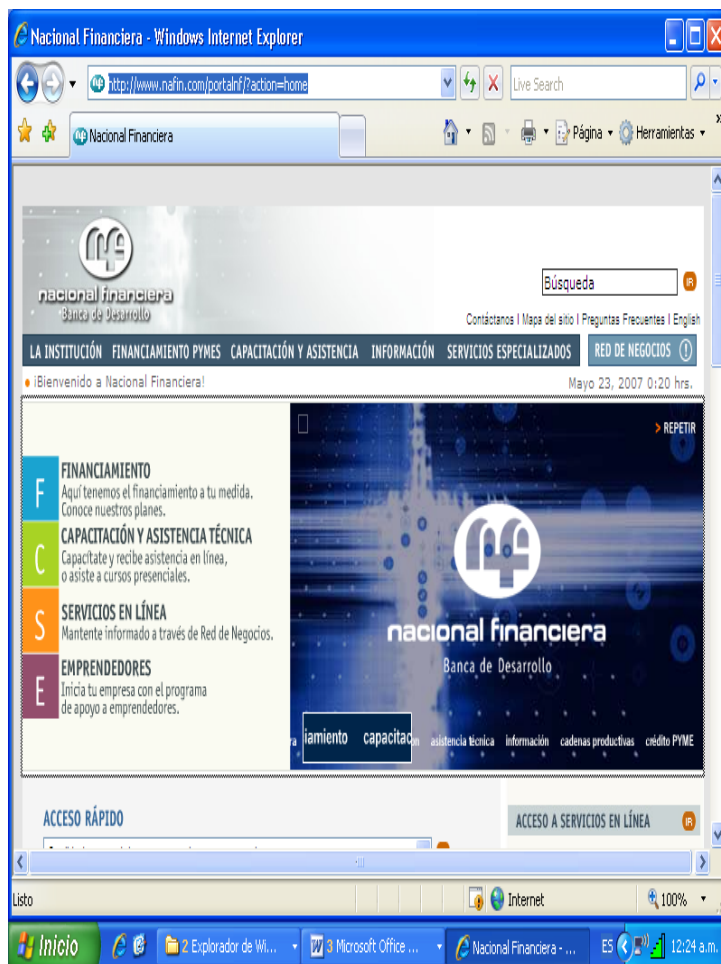 Nacional Financiera - Windows Internet Explorer
http://www.nafin.com/portalnf/?action=home
Live Search
Nacional Financiera
Página
Herramientas
nacional financiera
Banca de Desarrollo
Búsqueda
IR
Contáctanos I Mapa del sitio I Preguntas Frecuentes I English
LA INSTITUCIÓN FINANCIAMIENTO PYMES CAPACITACIÓN Y ASISTENCIA INFORMACIÓN SERVICIOS ESPECIALIZADOS RED DE NEGOCIOS
¡Bienvenido a Nacional Financiera!
Mayo 23, 2007 0:20 hrs.
F
FINANCIAMIENTO
Aquí tenemos el financiamiento a tu medida.
Conoce nuestros planes.
C
CAPACITACIÓN Y ASISTENCIA TÉCNICA
Capacítate y recibe asistencia en línea,
o asiste a cursos presenciales.
S
SERVICIOS EN LÍNEA
Mantente informado a través de Red de Negocios.
E
EMPRENDEDORES
Inicia tu empresa con el programa
de apoyo a emprendedores.
> REPETIR
nacional financiera
Banca de Desarrollo
iamiento capacitac asistencia técnica información cadenas productivas crédito PYME
ACCESO RÁPIDO
ACCESO A SERVICIOS EN LÍNEA
IR
Listo
Internet
100%
Inicio
2 Explorador de Wi...
3 Microsoft Office ...
Nacional Financiera - ...
ES
12:24 a.m.